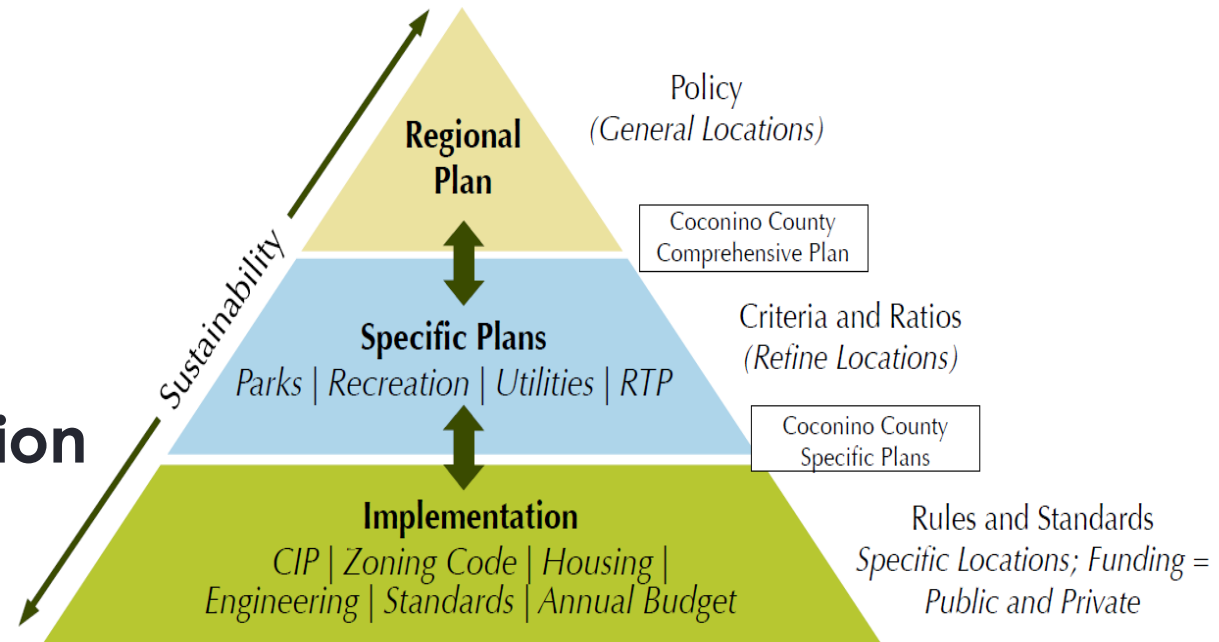 Regional
Plan
Policy
(General Locations)
Coconino County
Comprehensive Plan
Sustainability
Specific Plans
Parks | Recreation | Utilities | RTP
Criteria and Ratios
(Refine Locations)
Coconino County
Specific Plans
ion
Implementation
CIP | Zoning Code | Housing |
Engineering | Standards | Annual Budget
Rules and Standards
Specific Locations; Funding =
Public and Private